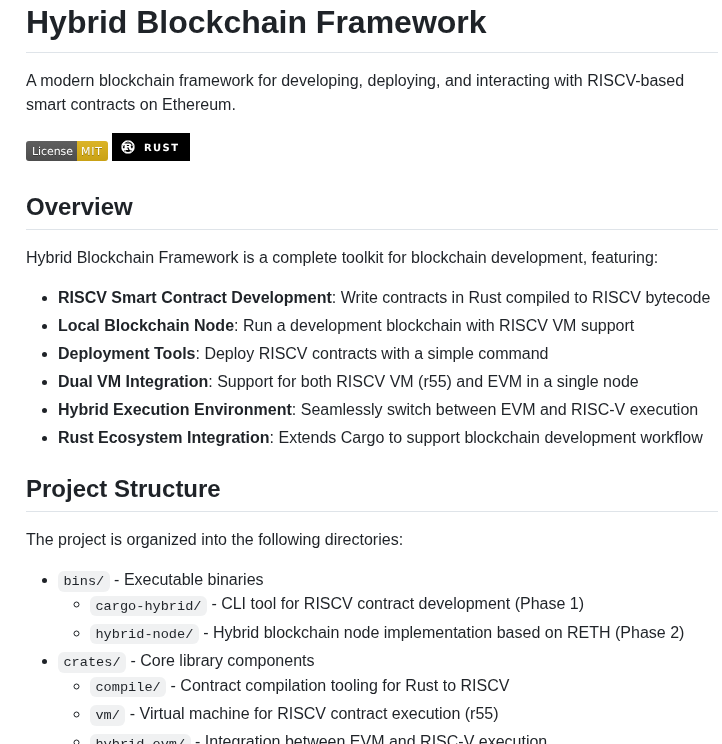 Hybrid Blockchain Framework
A modern blockchain framework for developing, deploying, and interacting with RISCV-based
smart contracts on Ethereum.
License MIT RUST
Overview
Hybrid Blockchain Framework is a complete toolkit for blockchain development, featuring:
• RISCV Smart Contract Development: Write contracts in Rust compiled to RISCV bytecode
• Local Blockchain Node: Run a development blockchain with RISCV VM support
• Deployment Tools: Deploy RISCV contracts with a simple command
• Dual VM Integration: Support for both RISCV VM (r55) and EVM in a single node
• Hybrid Execution Environment: Seamlessly switch between EVM and RISC-V execution
• Rust Ecosystem Integration: Extends Cargo to support blockchain development workflow
Project Structure
The project is organized into the following directories:
• bins/ - Executable binaries
◦ cargo-hybrid/ - CLI tool for RISCV contract development (Phase 1)
◦ hybrid-node/ - Hybrid blockchain node implementation based on RETH (Phase 2)
• crates/ - Core library components
◦ compile/ - Contract compilation tooling for Rust to RISCV
◦ vm/ - Virtual machine for RISCV contract execution (r55)
◦ hybrid-evm/ - Integration between EVM and RISC-V execution